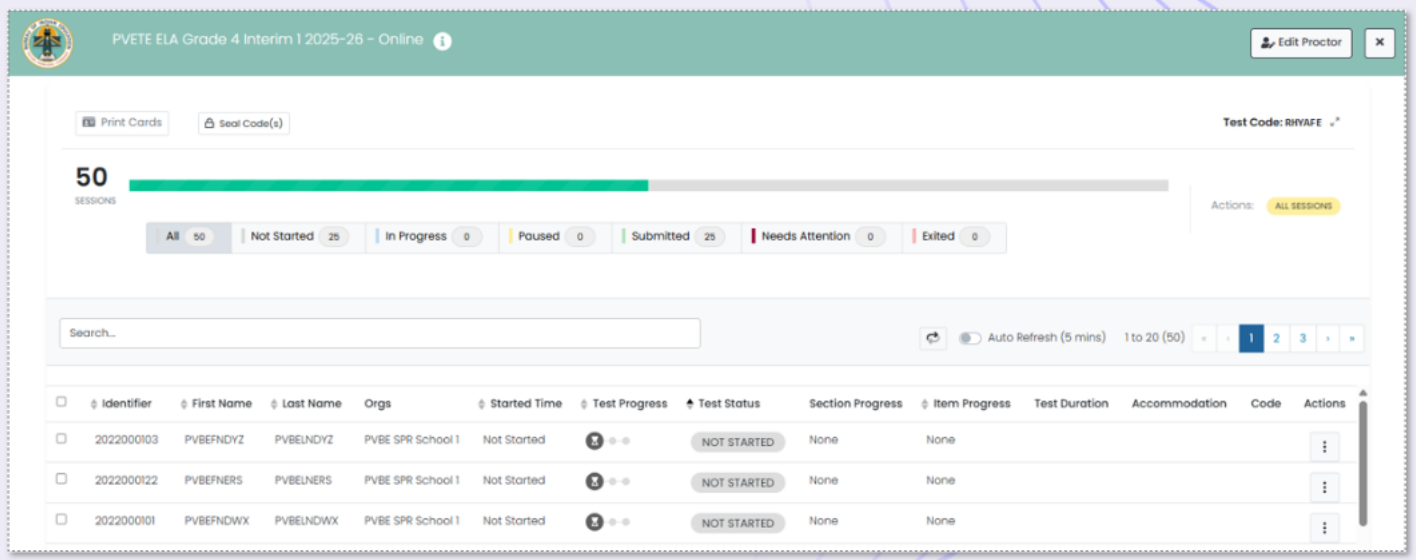 PVETE ELA Grade 4 Interim 1 2025-26 - Online
Edit Proctor
Print Cards
Seal Code(s)
Test Code: RHYAFE
50
SESSIONS
Actions: ALL SESSIONS
All 50 Not Started 25 In Progress 0 Paused 0 Submitted 25 Needs Attention 0 Exited 0
Search...
Auto Refresh (5 mins) 1 to 20 (50) « ‹ 1 2 3 › »
Identifier First Name Last Name Orgs Started Time Test Progress Test Status Section Progress Item Progress Test Duration Accommodation Code Actions
2022000103 PVBEFNDYZ PVBELNDYZ PVBE SPR School 1 Not Started NOT STARTED None None
2022000122 PVBEFNERS PVBELNERS PVBE SPR School 1 Not Started NOT STARTED None None
2022000101 PVBEFNDWX PVBELNDWX PVBE SPR School 1 Not Started NOT STARTED None None